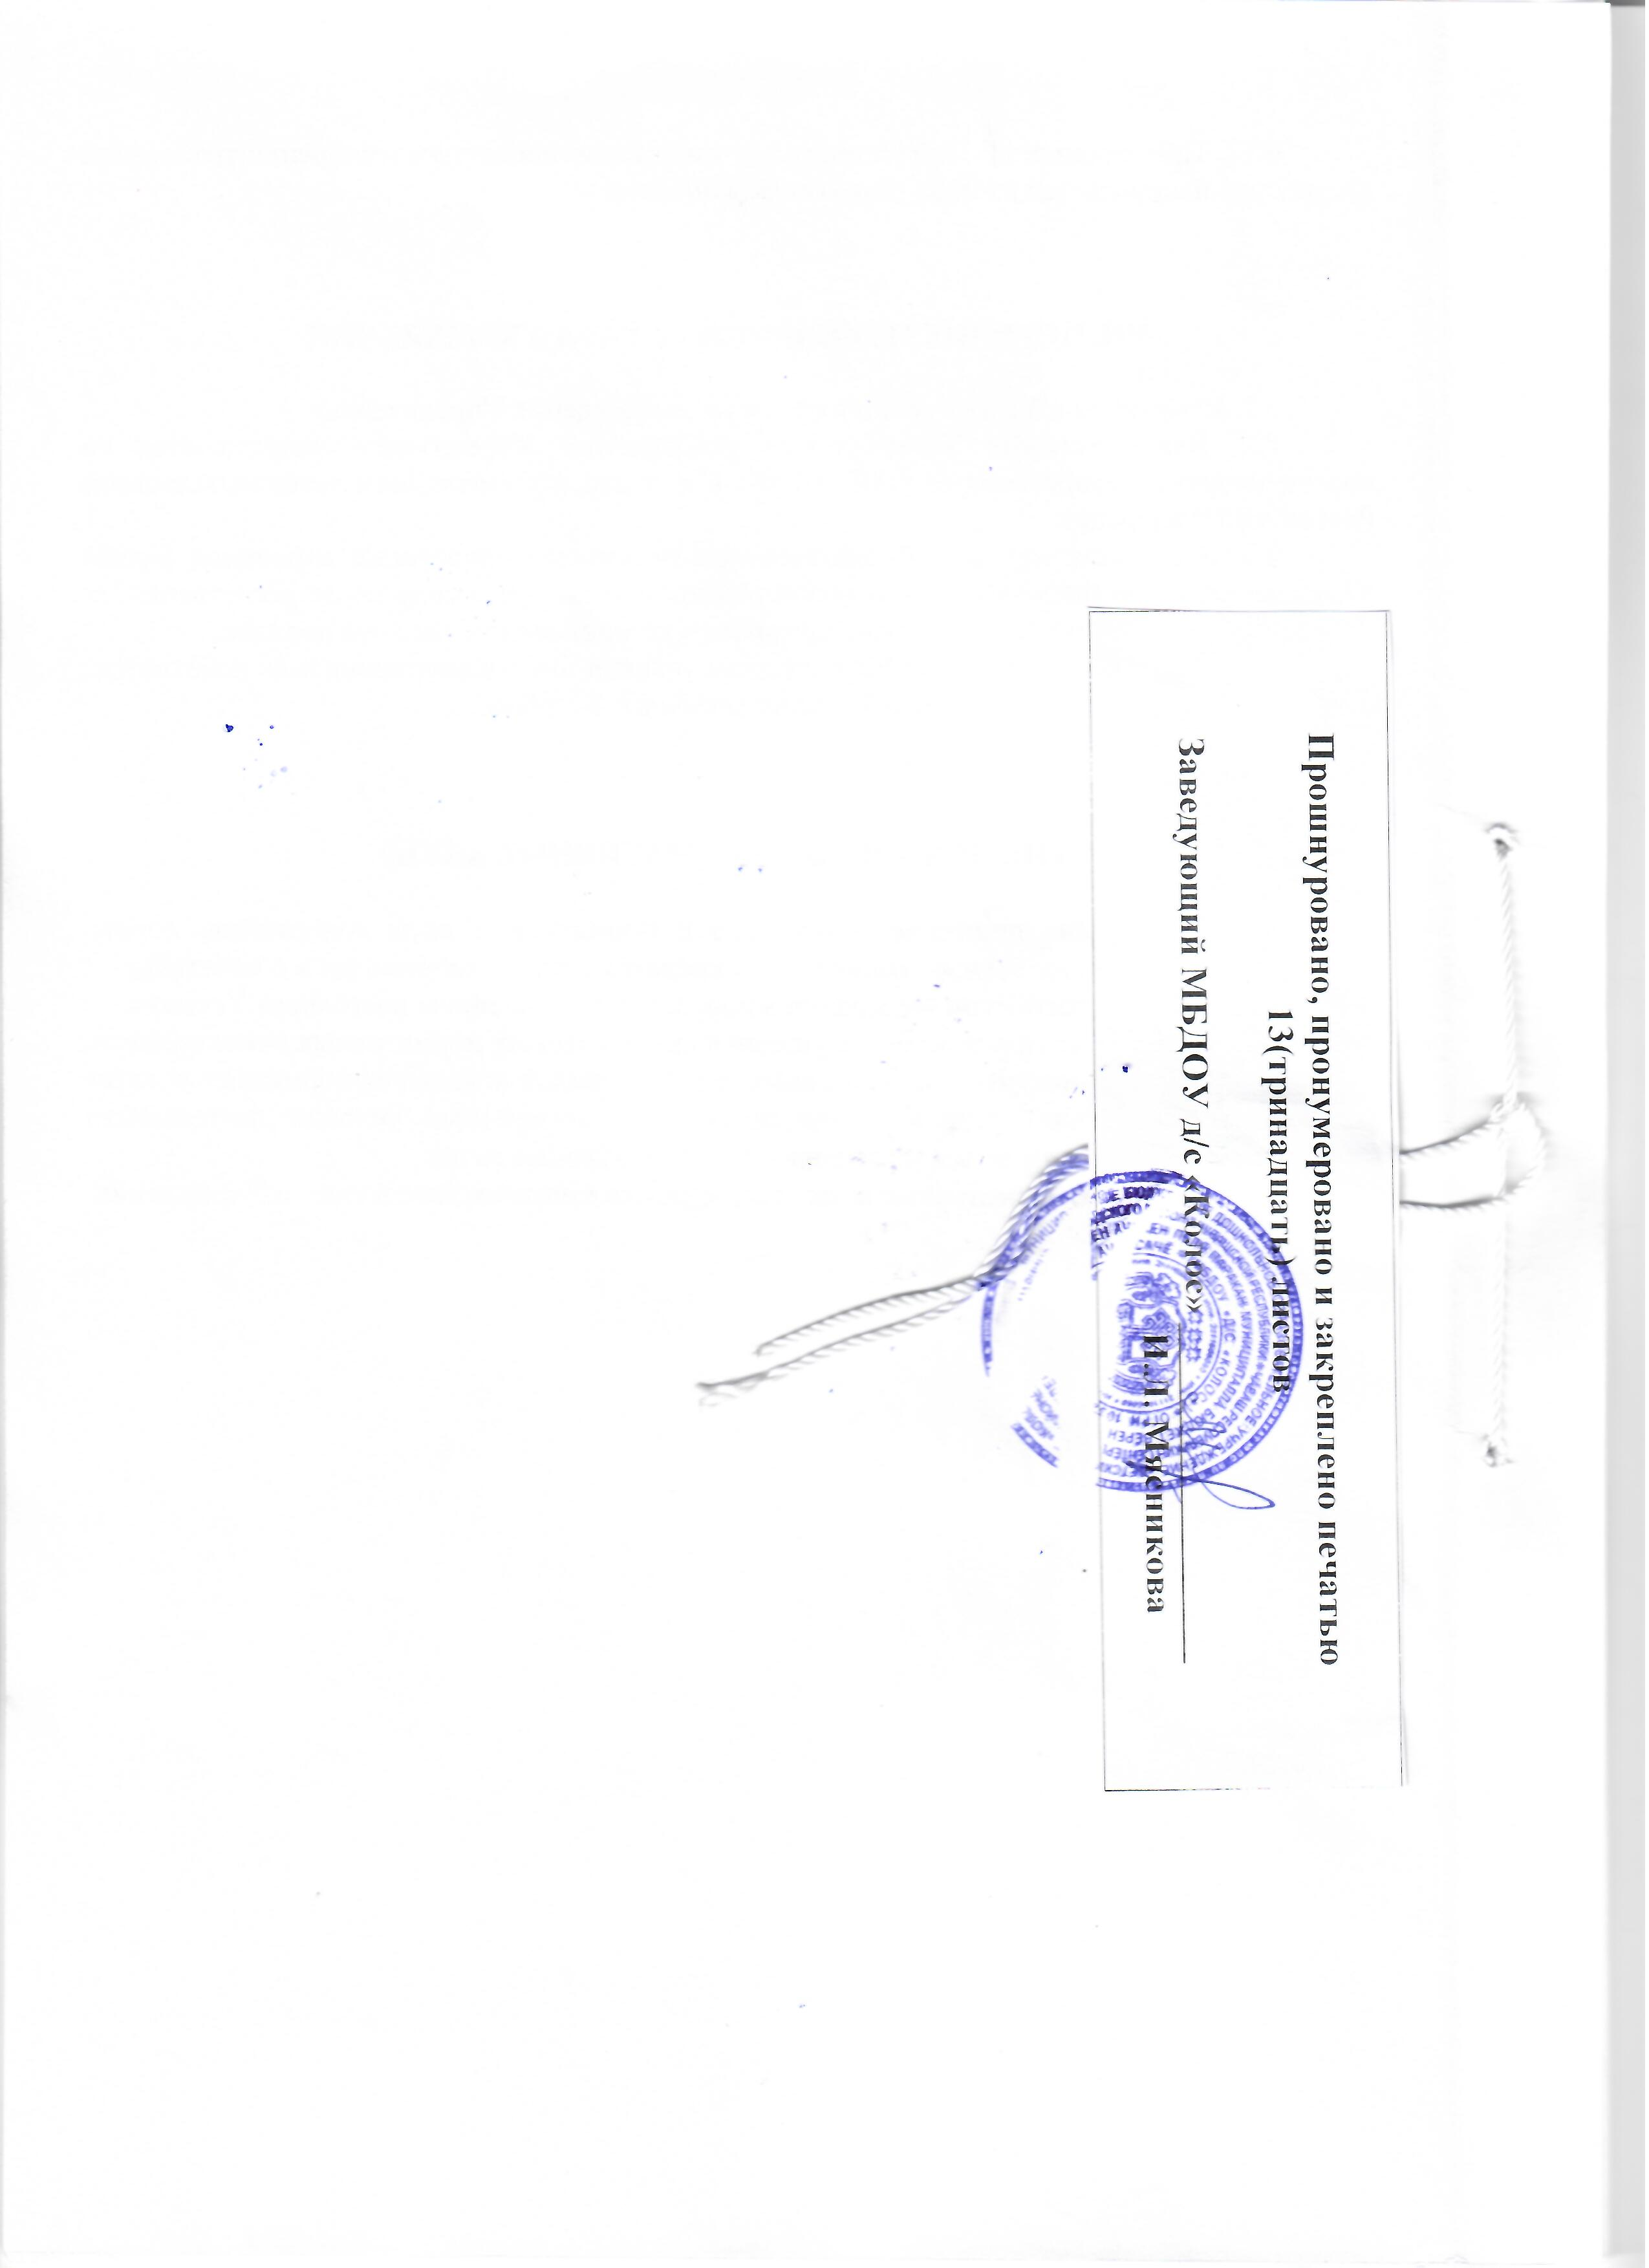 Прошнуровано, пронумеровано и закреплено печатью
13(тринадцать) листов
Заведующий МБДОУ д/с «Колос»
И.Л. Мясникова